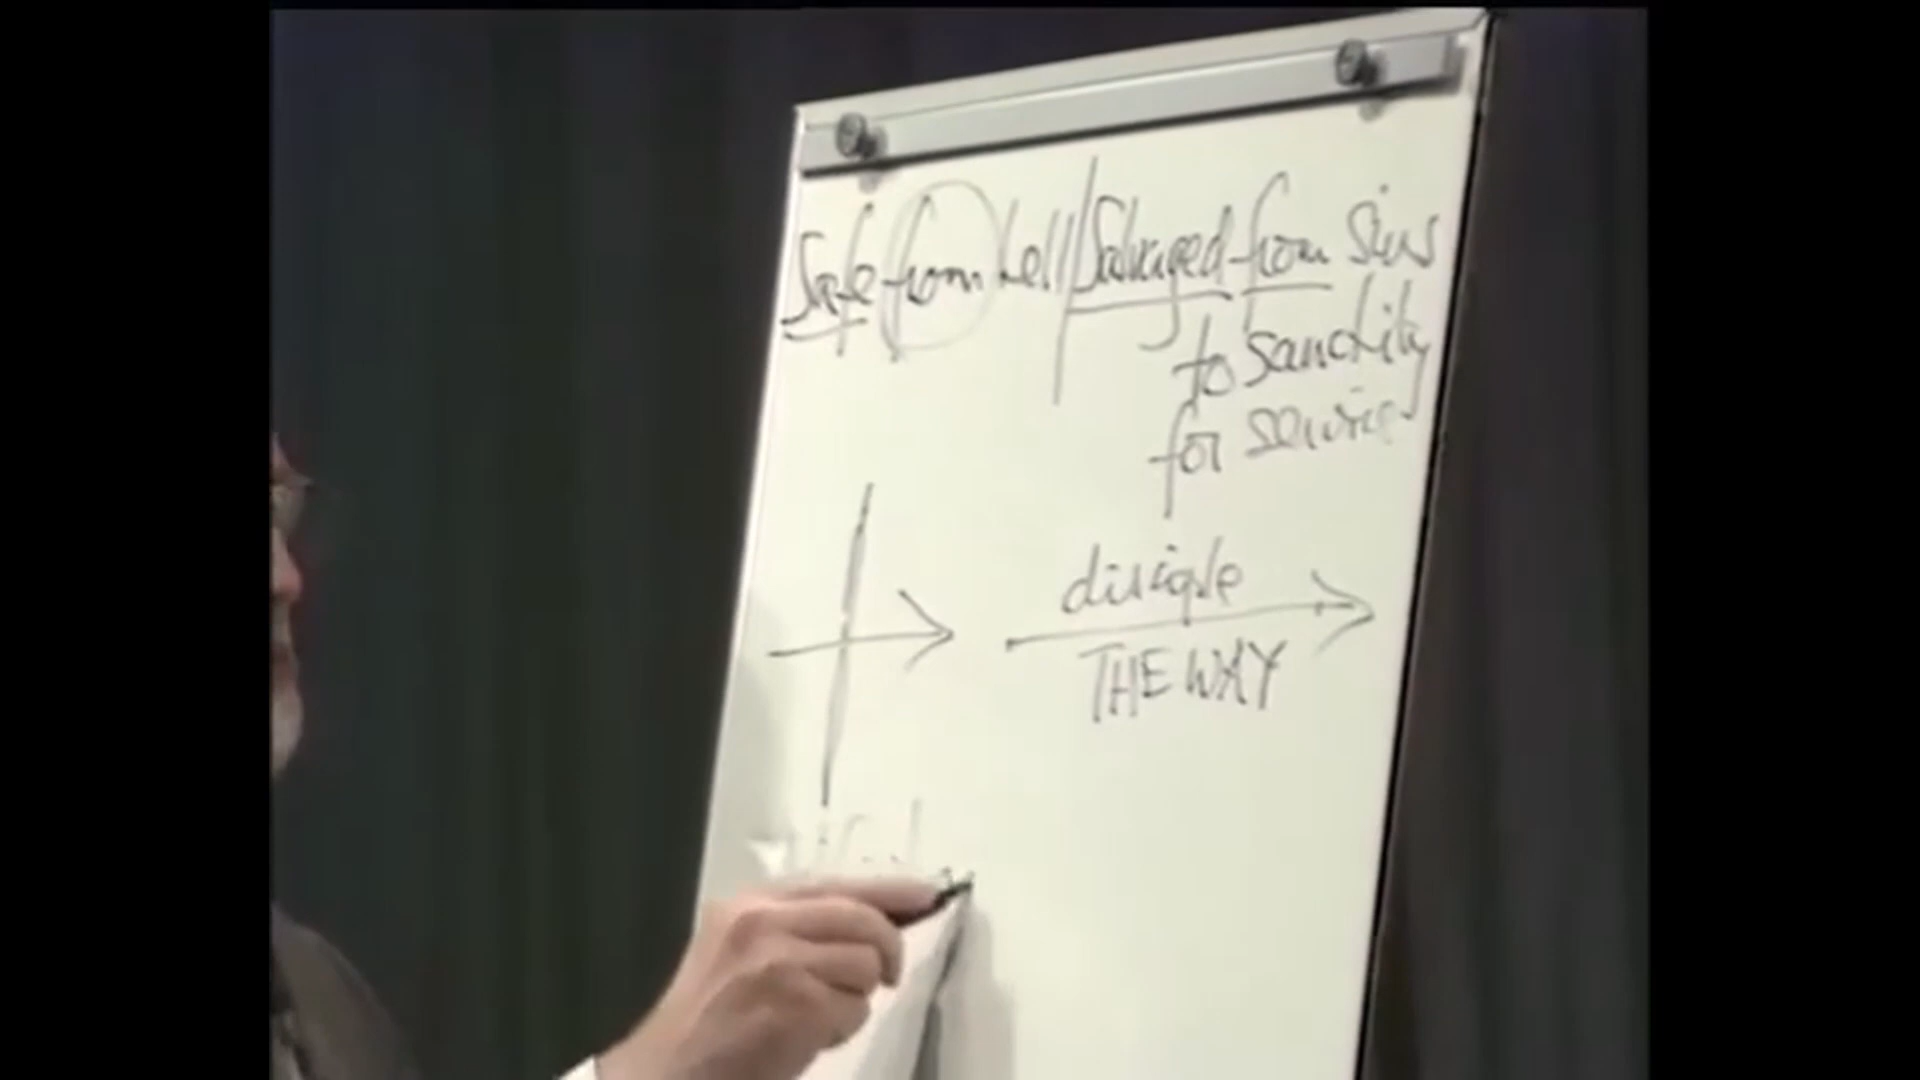 Safe from hell Salvaged from sins
to sanctity
for service
disciple
THE WAY